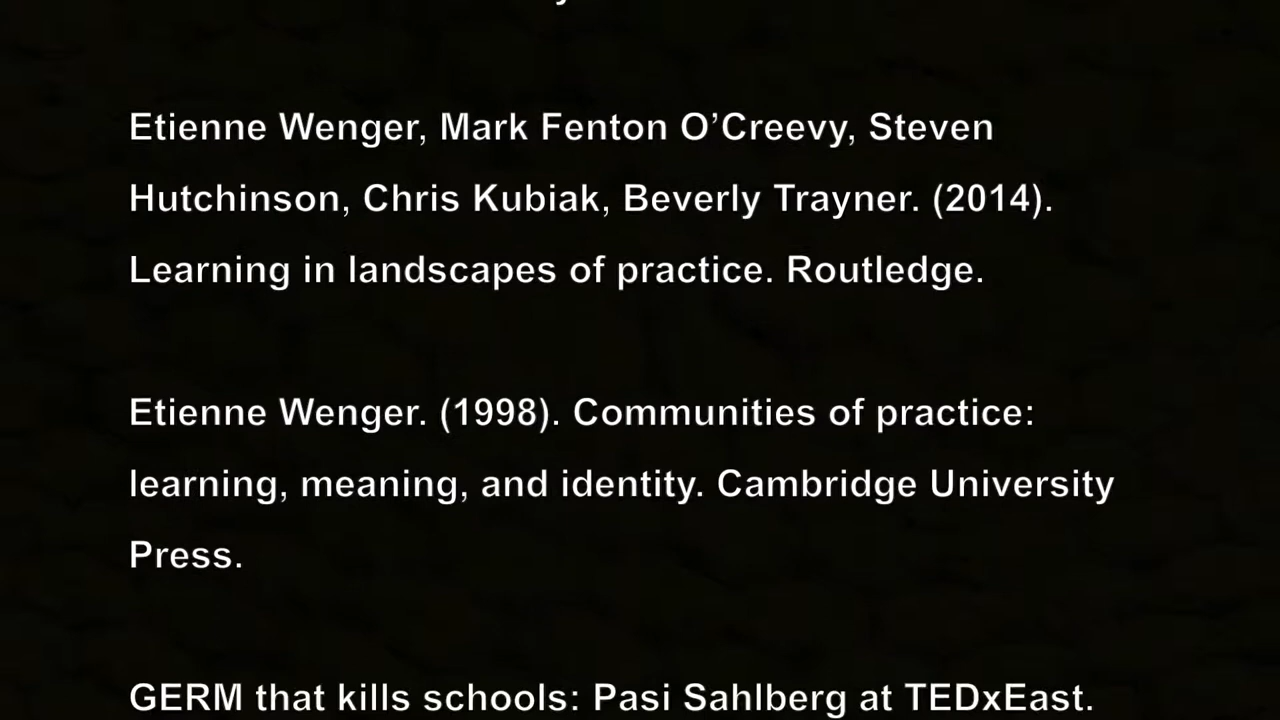 Etienne Wenger, Mark Fenton O’Creevy, Steven
Hutchinson, Chris Kubiak, Beverly Trayner. (2014).
Learning in landscapes of practice. Routledge.
Etienne Wenger. (1998). Communities of practice:
learning, meaning, and identity. Cambridge University
Press.
GERM that kills schools: Pasi Sahlberg at TEDxEast.